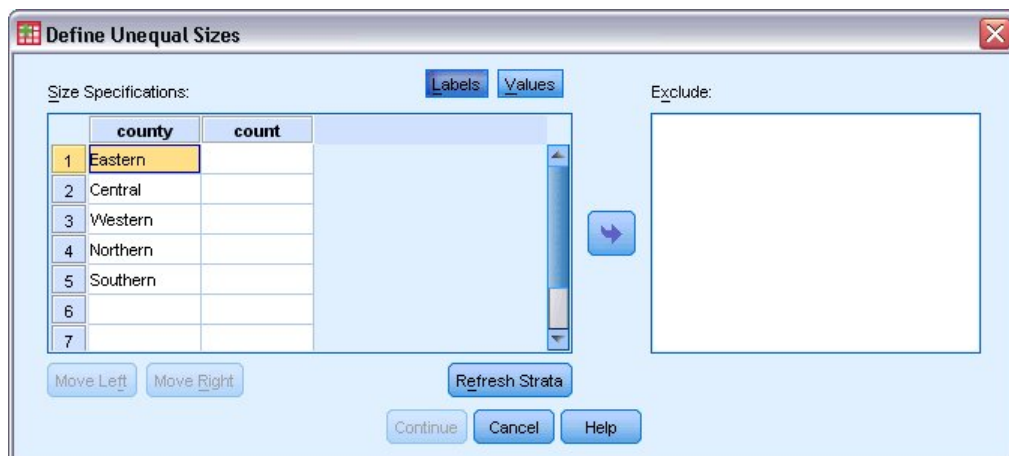 Define Unequal Sizes
Size Specifications:
Labels Values
Exclude:
county count
1 Eastern
2 Central
3 Western
4 Northern
5 Southern
6
7
Move Left Move Right Refresh Strata
Continue Cancel Help